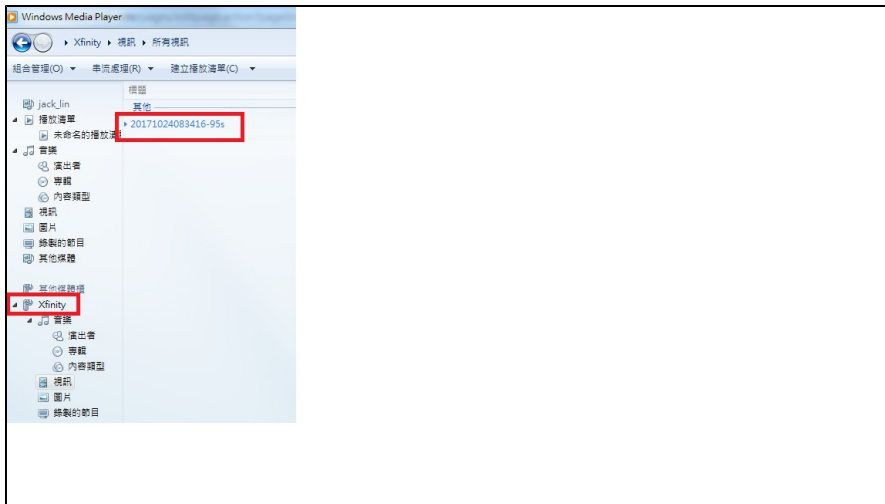 Windows Media Player
Xfinity ▸ 視訊 ▸ 所有視訊
組合管理(O) 串流處理(R) 建立播放清單(C)
標題
jack_lin
其他
播放清單
20171024083416-95s
未命名的播放清
音樂
演出者
專輯
內容類型
視訊
圖片
錄製的節目
其他媒體
其他媒體櫃
Xfinity
音樂
演出者
專輯
內容類型
視訊
圖片
錄製的節目